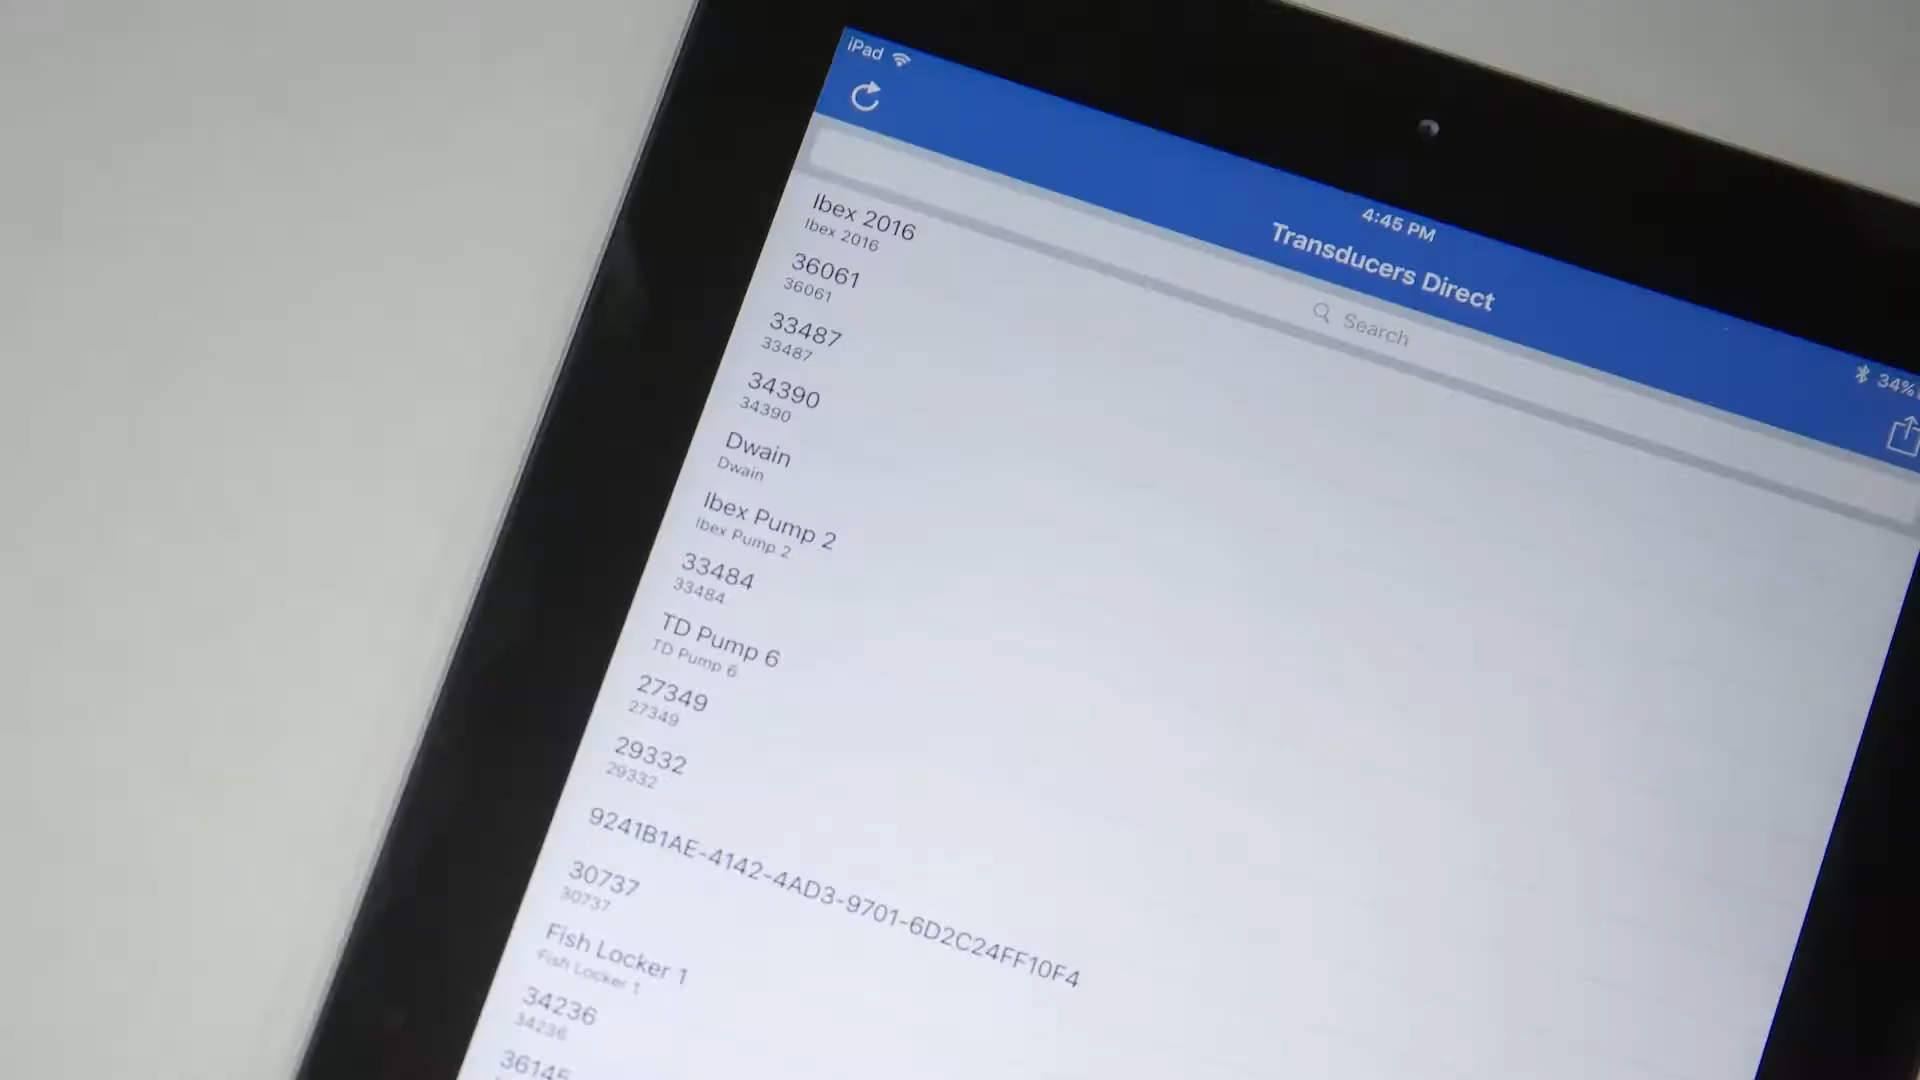 iPad
4:45 PM
34%
Transducers Direct
Search
Ibex 2016
Ibex 2016
36061
36061
33487
33487
34390
34390
Dwain
Dwain
Ibex Pump 2
Ibex Pump 2
33484
33484
TD Pump 6
TD Pump 6
27349
27349
29332
29332
9241B1AE-4142-4AD3-9701-6D2C24FF10F4
30737
30737
Fish Locker 1
Fish Locker 1
34236
34236
36145